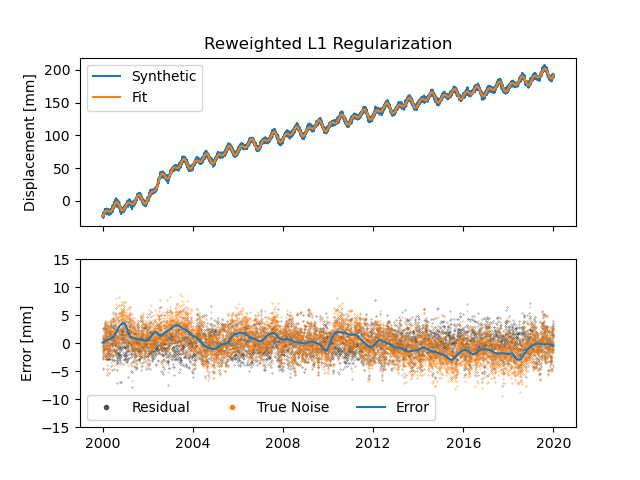 Reweighted L1 Regularization
Displacement [mm]
200
150
100
50
0
Synthetic
Fit
Error [mm]
15
10
5
0
−5
−10
−15
Residual True Noise Error
2000 2004 2008 2012 2016 2020